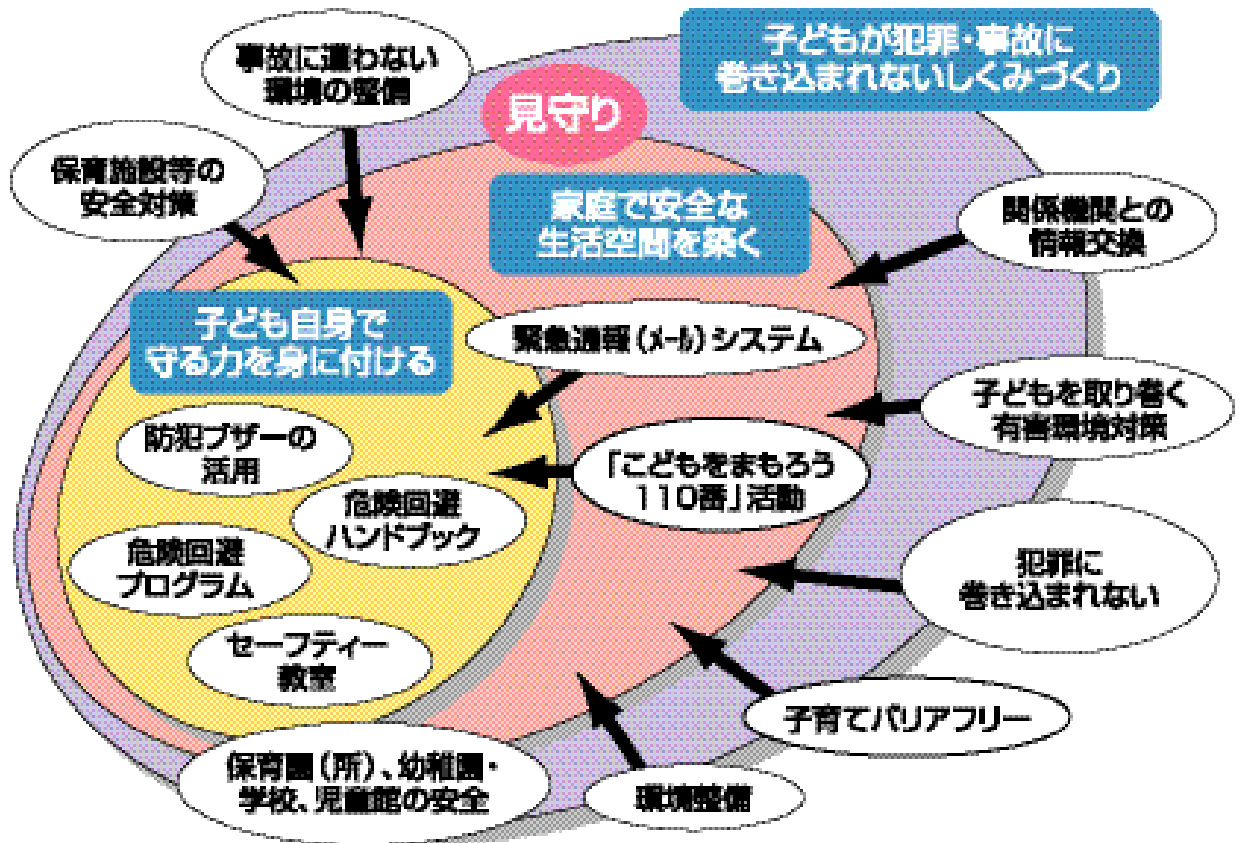 子どもが犯罪・事故に
巻き込まれないしくみづくり
事故に遭わない
環境の整備
見守り
保育施設等の
安全対策
家庭で安全な
生活空間を築く
関係機関との
情報交換
子ども自身で
守る力を身に付ける
緊急通報(メール)システム
子どもを取り巻く
有害環境対策
防犯ブザーの
活用
「こどもをまもろう
110番」活動
危険回避
ハンドブック
危険回避
プログラム
犯罪に
巻き込まれない
セーフティー
教室
子育てバリアフリー
保育園(所)、幼稚園・
学校、児童館の安全
環境整備